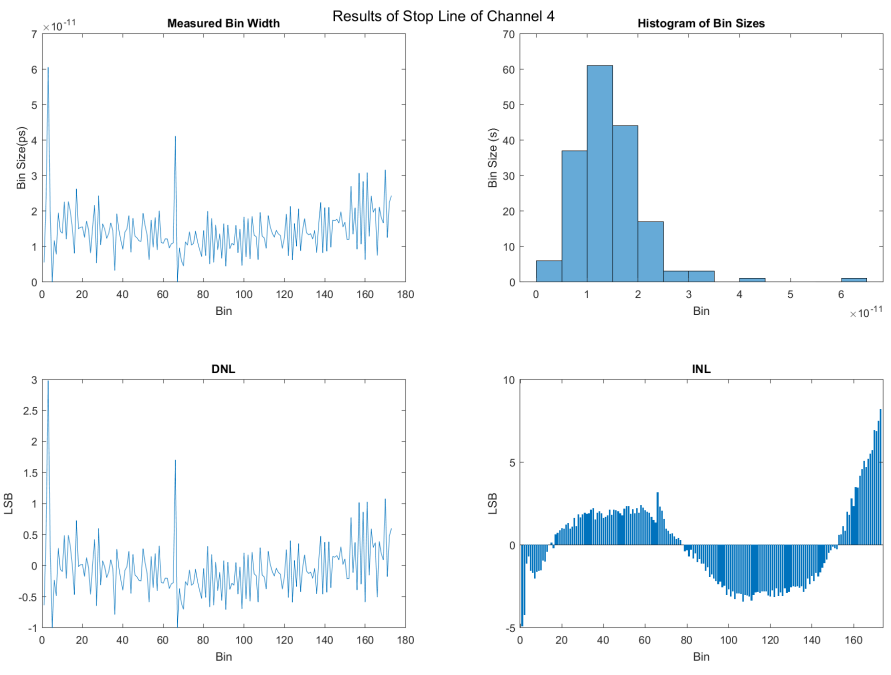 Results of Stop Line of Channel 4
Measured Bin Width
×10⁻¹¹
7
6
5
4
3
2
1
0
Bin Size(ps)
0 20 40 60 80 100 120 140 160 180
Bin
Histogram of Bin Sizes
70
60
50
40
30
20
10
0
Bin Size (s)
0 1 2 3 4 5 6
Bin
×10⁻¹¹
DNL
3
2.5
2
1.5
1
0.5
0
-0.5
-1
LSB
0 20 40 60 80 100 120 140 160 180
Bin
INL
10
5
0
-5
LSB
0 20 40 60 80 100 120 140 160
Bin